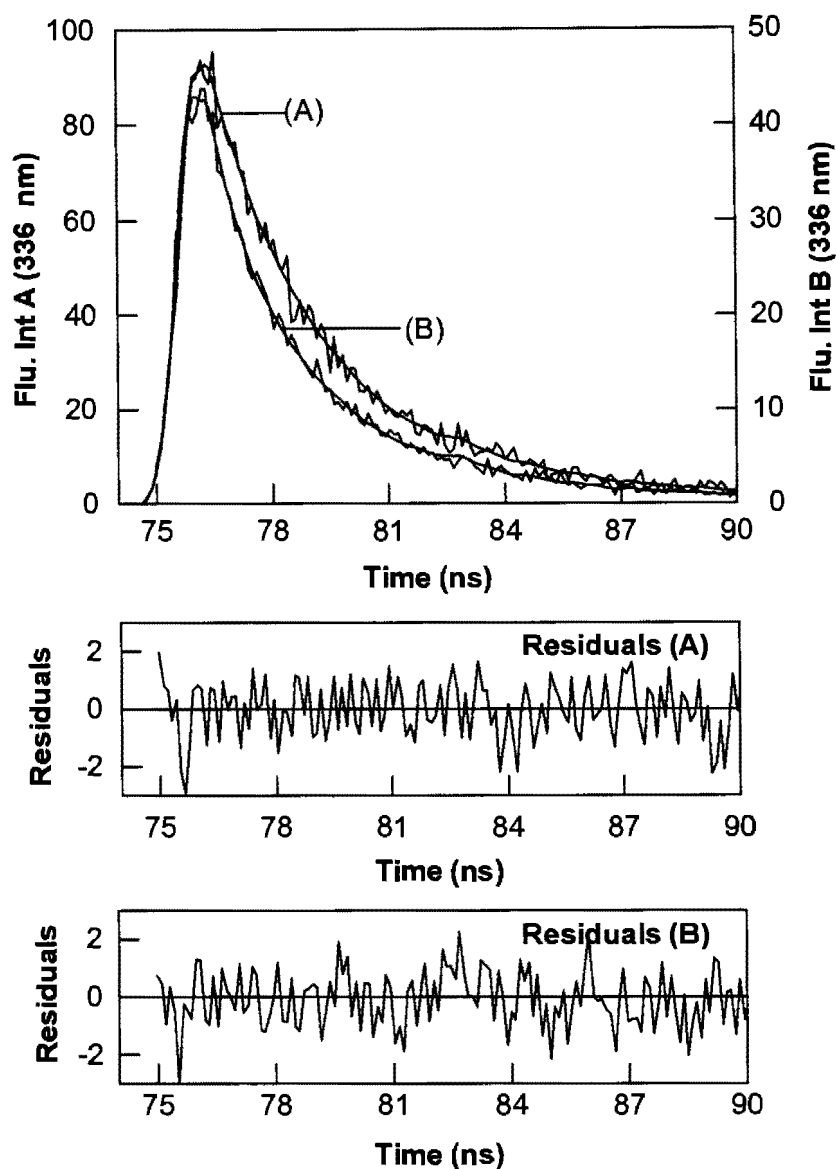 100
80
60
40
20
0
Flu. Int A (336 nm)
50
40
30
20
10
0
Flu. Int B (336 nm)
(A)
(B)
75 78 81 84 87 90
Time (ns)
Residuals (A)
Residuals
2
0
-2
75 78 81 84 87 90
Time (ns)
Residuals (B)
Residuals
2
0
-2
75 78 81 84 87 90
Time (ns)